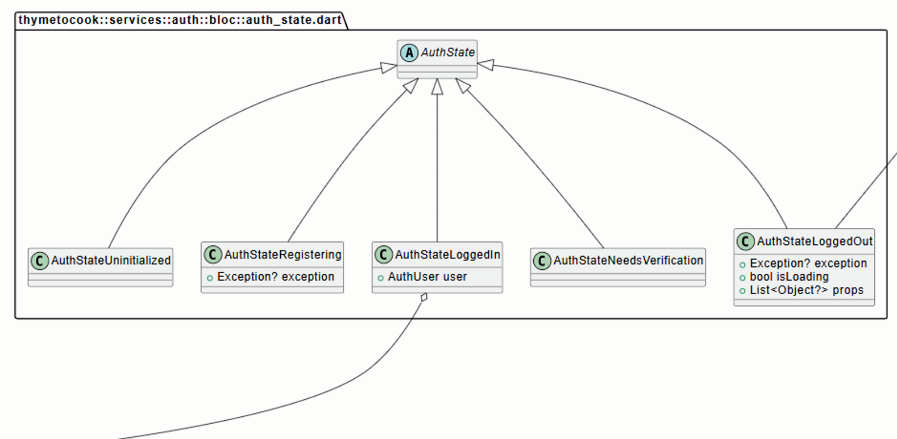 thymetocook::services::auth::bloc::auth_state.dart
A AuthState
C AuthStateUninitialized
C AuthStateRegistering
Exception? exception
C AuthStateLoggedIn
AuthUser user
C AuthStateNeedsVerification
C AuthStateLoggedOut
Exception? exception
bool isLoading
List<Object?> props